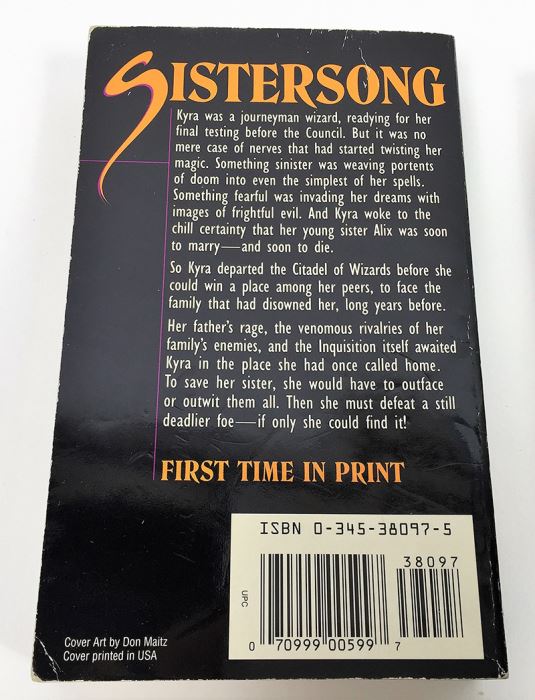 SISTERSONG
Kyra was a journeyman wizard, readying for her
final testing before the Council. But it was no
mere case of nerves that had started twisting her
magic. Something sinister was weaving portents
of doom into even the simplest of her spells.
Something fearful was invading her dreams with
images of frightful evil. And Kyra woke to the
chill certainty that her young sister Alix was soon
to marry—and soon to die.
So Kyra departed the Citadel of Wizards before she
could win a place among her peers, to face the
family that had disowned her, long years before.
Her father's rage, the venomous rivalries of her
family's enemies, and the Inquisition itself awaited
Kyra in the place she had once called home.
To save her sister, she would have to outface
or outwit them all. Then she must defeat a still
deadlier foe—if only she could find it!
FIRST TIME IN PRINT
ISBN 0-345-38097-5
38097
UPC
0 70999 00599 7
Cover Art by Don Maitz
Cover printed in USA